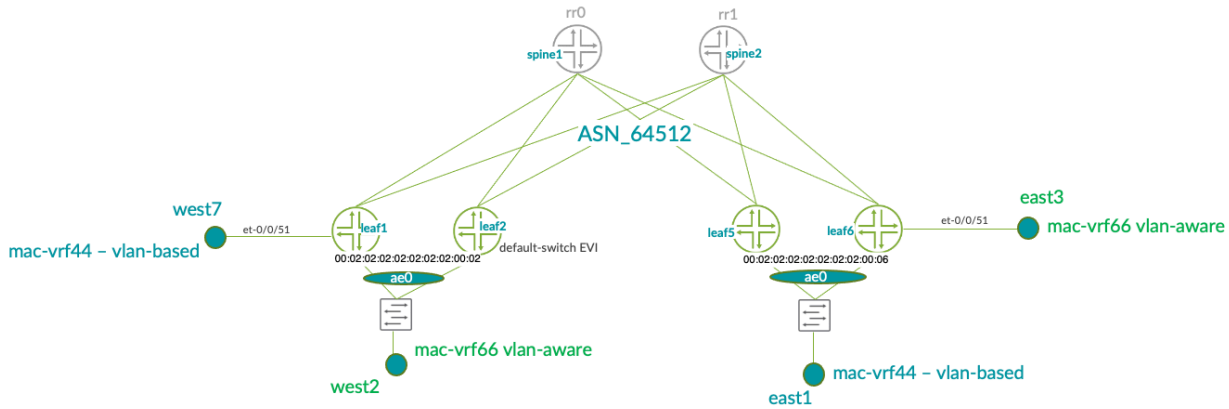 rr0
rr1
spine1
spine2
ASN_64512
west7
et-0/0/51
mac-vrf44 – vlan-based
leaf1
leaf2
default-switch EVI
00:02:02:02:02:02:02:02:00:02
ae0
mac-vrf66 vlan-aware
west2
east3
et-0/0/51
mac-vrf66 vlan-aware
leaf5
leaf6
00:02:02:02:02:02:02:02:00:06
ae0
mac-vrf44 – vlan-based
east1